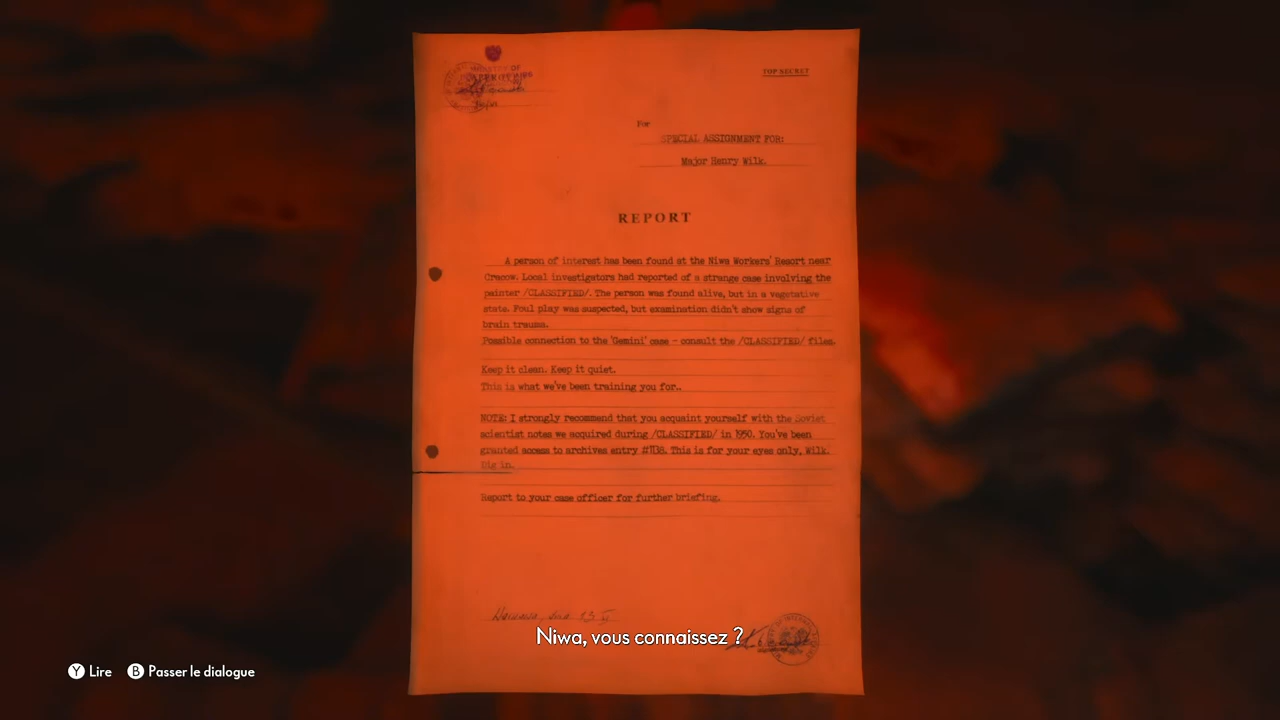 MINISTRY OF
TOP SECRET
For
SPECIAL ASSIGNMENT FOR:
Major Henry Wilk.
REPORT
A person of interest has been found at the Niwa Workers' Resort near
Cracow. Local investigators had reported of a strange case involving the
painter /CLASSIFIED/. The person was found alive, but in a vegetative
state. Foul play was suspected, but examination didn't show signs of
brain trauma.
Possible connection to the 'Gemini' case - consult the /CLASSIFIED/ files.
Keep it clean. Keep it quiet.
This is what we've been training you for..
NOTE: I strongly recommend that you acquaint yourself with the Soviet
scientist notes we acquired during /CLASSIFIED/ in 1950. You've been
granted access to archives entry #1138. This is for your eyes only, Wilk.
Dig in.
Report to your case officer for further briefing.
Niwa, vous connaissez ?
Y Lire B Passer le dialogue